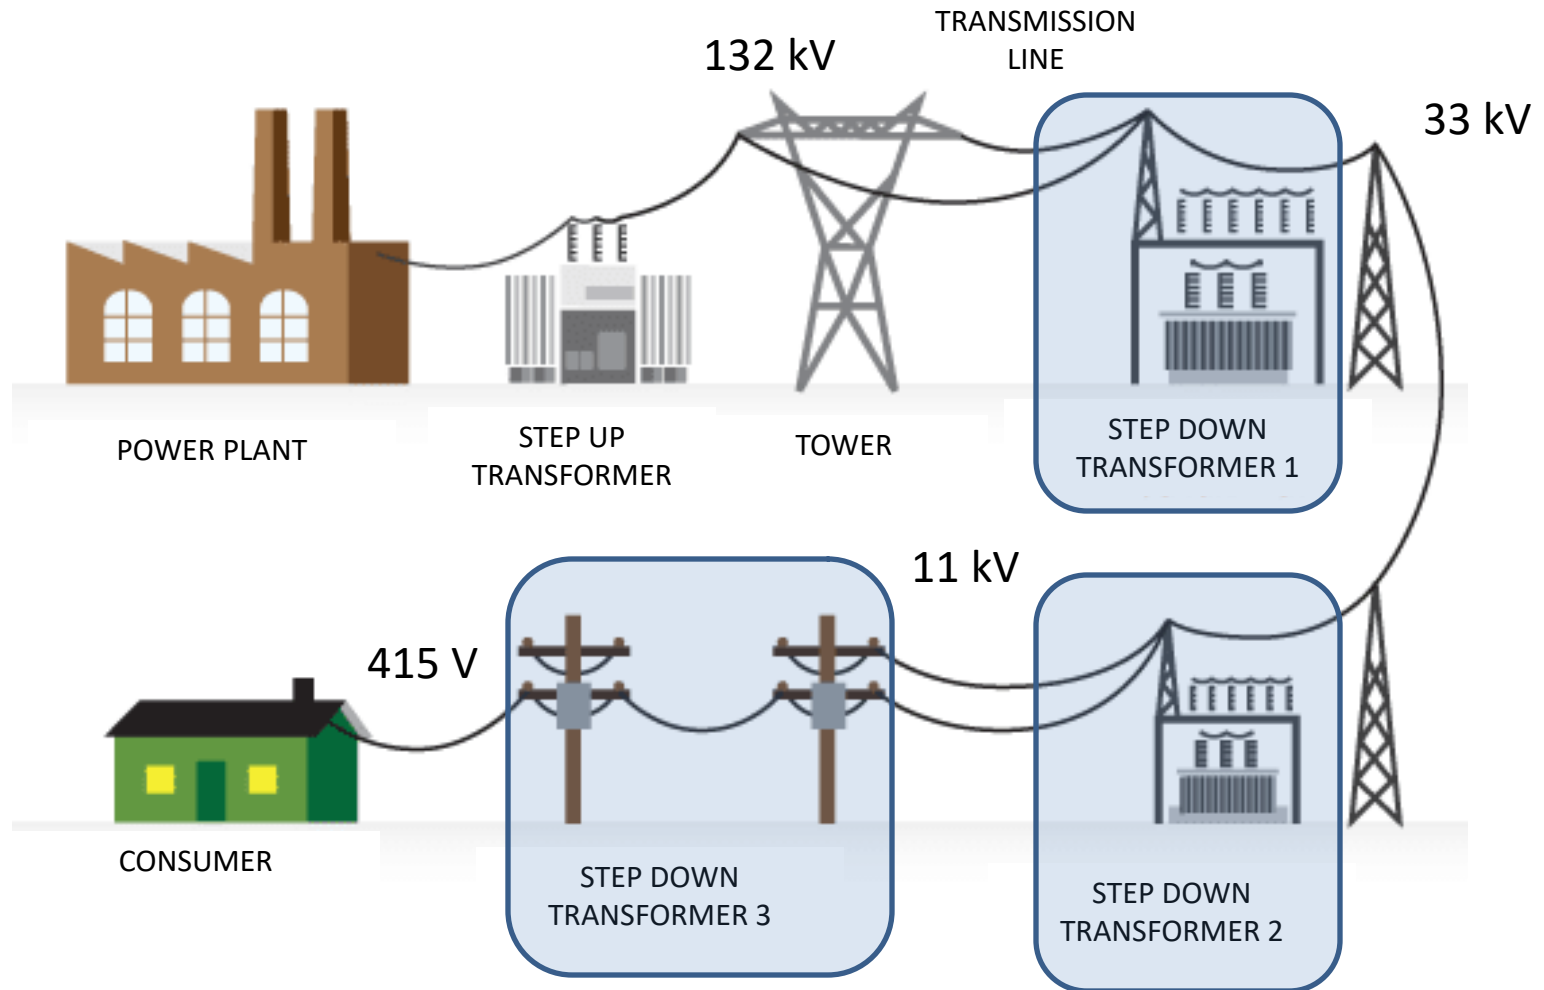 TRANSMISSION
LINE
132 kV
33 kV
POWER PLANT
STEP UP
TRANSFORMER
TOWER
STEP DOWN
TRANSFORMER 1
11 kV
415 V
CONSUMER
STEP DOWN
TRANSFORMER 3
STEP DOWN
TRANSFORMER 2